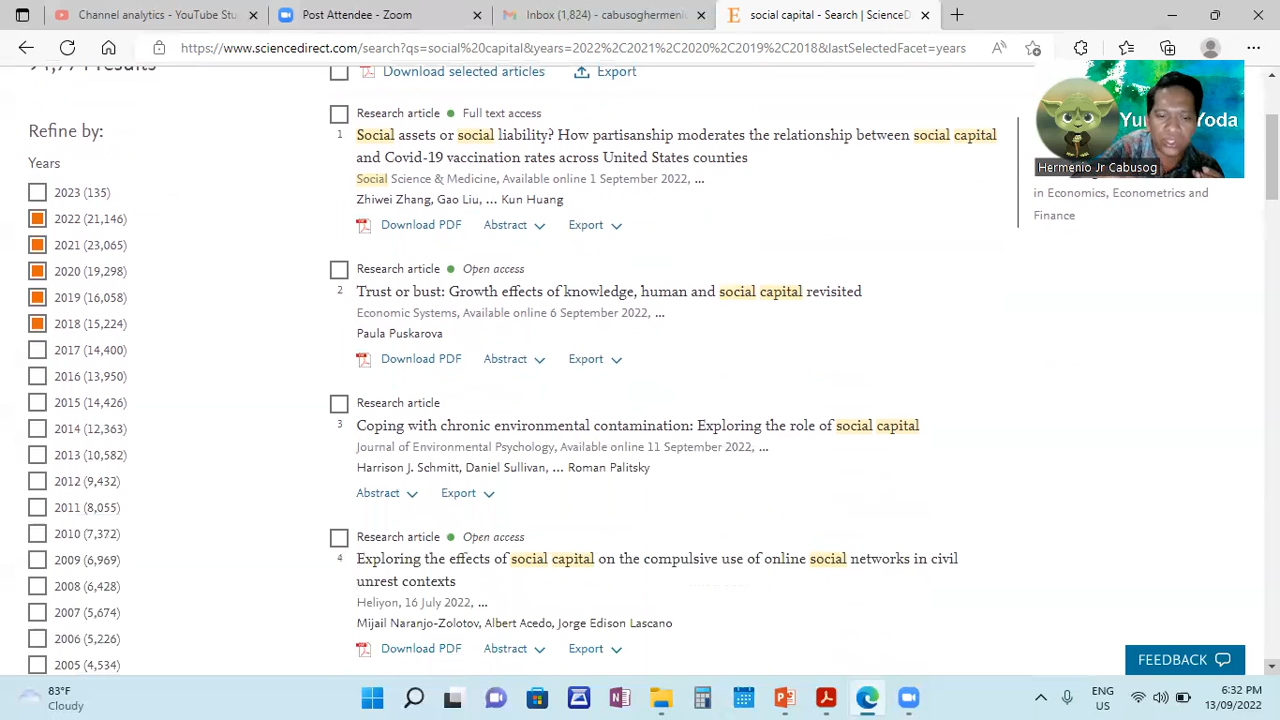 Channel analytics - YouTube Stu
Post Attendee - Zoom
Inbox (1,824) - cabusoghermeni
social capital - Search | ScienceD
https://www.sciencedirect.com/search?qs=social%20capital&years=2022%2C2021%2C2020%2C2019%2C2018&lastSelectedFacet=years
Download selected articles
Export
Refine by:
Years
2023 (135)
2022 (21,146)
2021 (23,065)
2020 (19,298)
2019 (16,058)
2018 (15,224)
2017 (14,400)
2016 (13,950)
2015 (14,426)
2014 (12,363)
2013 (10,582)
2012 (9,432)
2011 (8,055)
2010 (7,372)
2009 (6,969)
2008 (6,428)
2007 (5,674)
2006 (5,226)
2005 (4,534)
Research article Full text access
1 Social assets or social liability? How partisanship moderates the relationship between social capital
and Covid-19 vaccination rates across United States counties
Social Science & Medicine, Available online 1 September 2022, ...
Zhiwei Zhang, Gao Liu, ... Kun Huang
Download PDF Abstract Export
Research article Open access
2 Trust or bust: Growth effects of knowledge, human and social capital revisited
Economic Systems, Available online 6 September 2022, ...
Paula Puskarova
Download PDF Abstract Export
Research article
3 Coping with chronic environmental contamination: Exploring the role of social capital
Journal of Environmental Psychology, Available online 11 September 2022, ...
Harrison J. Schmitt, Daniel Sullivan, ... Roman Palitsky
Abstract Export
Research article Open access
4 Exploring the effects of social capital on the compulsive use of online social networks in civil
unrest contexts
Heliyon, 16 July 2022, ...
Mijail Naranjo-Zolotov, Albert Acedo, Jorge Edison Lascano
Download PDF Abstract Export
Yoda
Hermenio Jr Cabusog
in Economics, Econometrics and
Finance
FEEDBACK
83°F
Cloudy
ENG
US
6:32 PM
13/09/2022